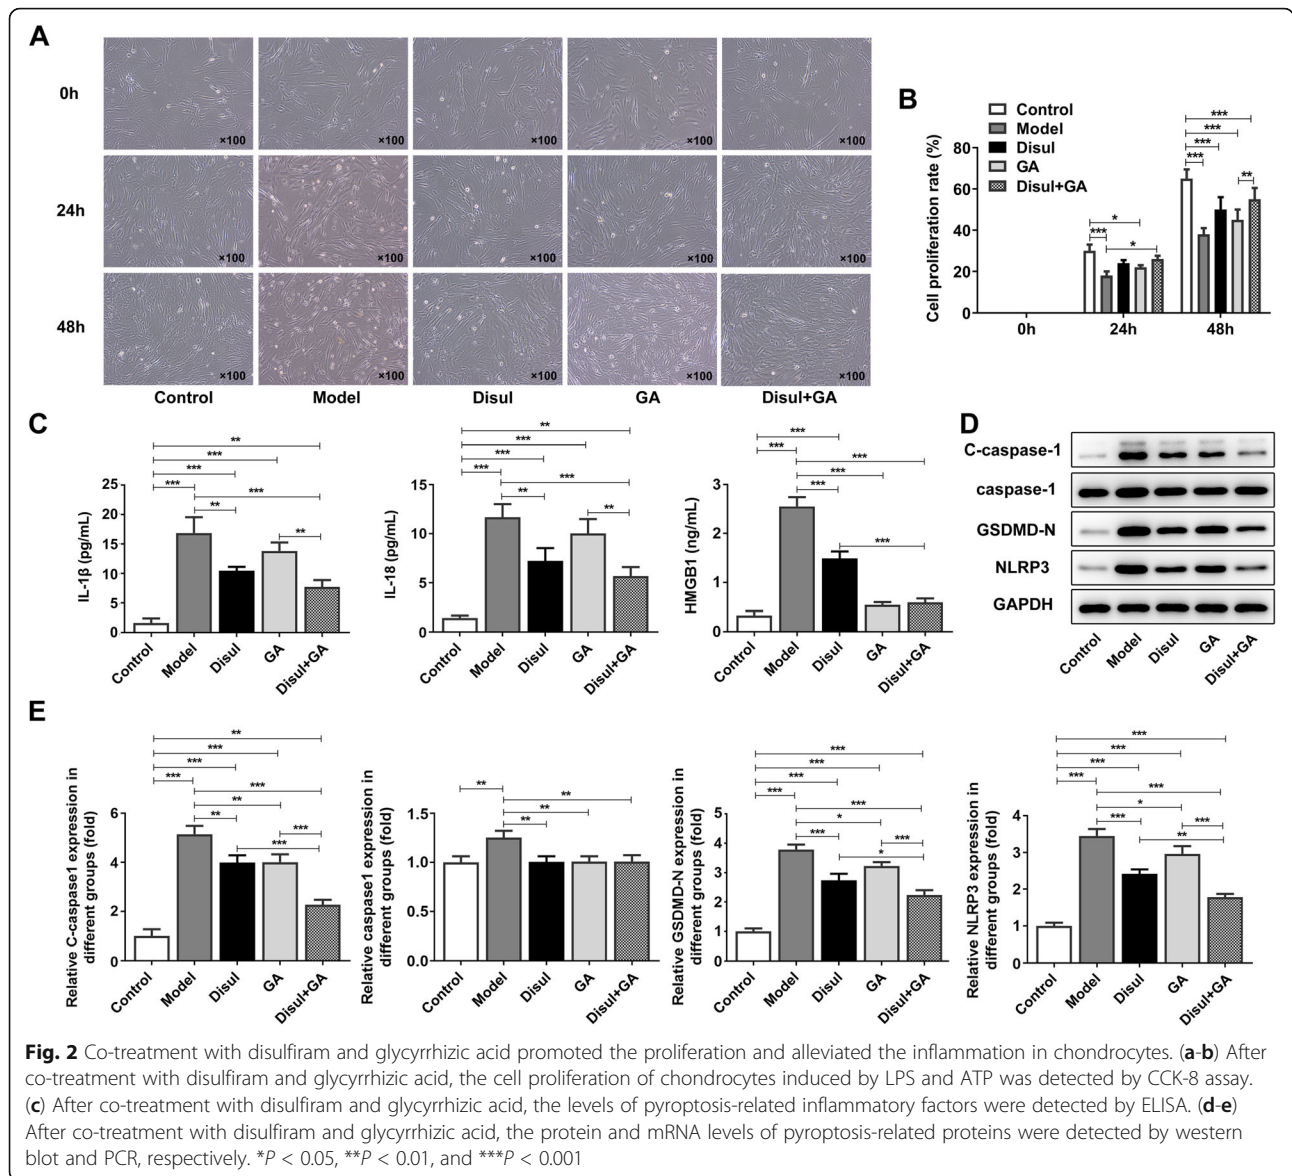 A
0h
×100 ×100 ×100 ×100 ×100
24h
×100 ×100 ×100 ×100 ×100
48h
×100 ×100 ×100 ×100 ×100
Control Model Disul GA Disul+GA
B
Control
Model
Disul
GA
Disul+GA
Cell proliferation rate (%)
80
60
40
20
0
*** * *
*** *** *** *** **
0h 24h 48h
C
IL-1β (pg/mL)
25
20
15
10
5
0
**
***
***
*** ***
** **
Control Model Disul GA Disul+GA
IL-18 (pg/mL)
15
10
5
0
**
***
***
*** ***
** **
Control Model Disul GA Disul+GA
HMGB1 (ng/mL)
3
2
1
0
***
*** ***
***
***
***
Control Model Disul GA Disul+GA
D
C-caspase-1
caspase-1
GSDMD-N
NLRP3
GAPDH
Control Model Disul GA Disul+GA
E
Relative C-caspase1 expression in
different groups (fold)
6
4
2
0
**
***
***
*** ***
**
** ***
***
Control Model Disul GA Disul+GA
Relative caspase1 expression in
different groups (fold)
1.5
1.0
0.5
0.0
** **
**
**
Control Model Disul GA Disul+GA
Relative GSDMD-N expression in
different groups (fold)
5
4
3
2
1
0
***
***
***
*** ***
*
*** ***
*
Control Model Disul GA Disul+GA
Relative NLRP3 expression in
different groups (fold)
4
3
2
1
0
***
***
***
*** ***
*
*** ***
**
Control Model Disul GA Disul+GA
Fig. 2 Co-treatment with disulfiram and glycyrrhizic acid promoted the proliferation and alleviated the inflammation in chondrocytes. (a-b) After
co-treatment with disulfiram and glycyrrhizic acid, the cell proliferation of chondrocytes induced by LPS and ATP was detected by CCK-8 assay.
(c) After co-treatment with disulfiram and glycyrrhizic acid, the levels of pyroptosis-related inflammatory factors were detected by ELISA. (d-e)
After co-treatment with disulfiram and glycyrrhizic acid, the protein and mRNA levels of pyroptosis-related proteins were detected by western
blot and PCR, respectively. *P < 0.05, **P < 0.01, and ***P < 0.001